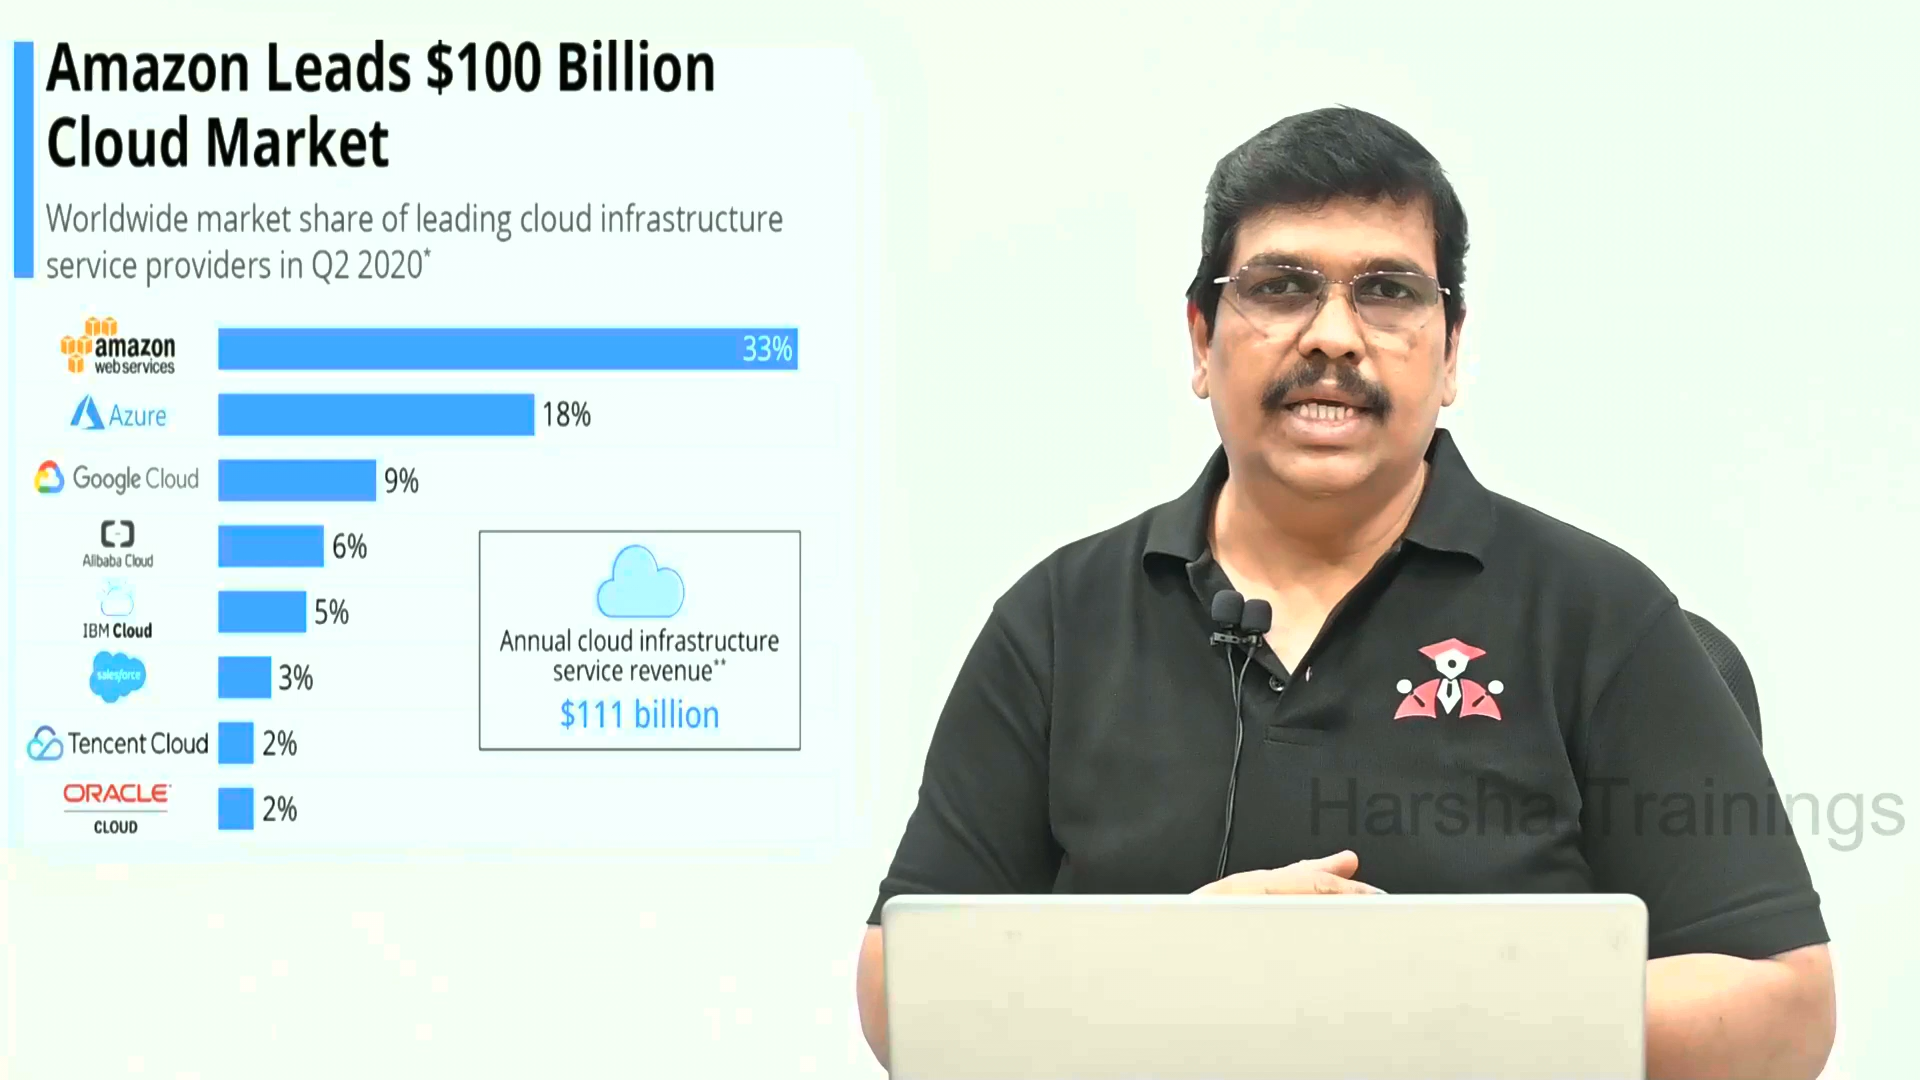 Amazon Leads $100 Billion
Cloud Market
Worldwide market share of leading cloud infrastructure
service providers in Q2 2020*
amazon
webservices
33%
Azure
18%
Google Cloud
9%
Alibaba Cloud
6%
IBM Cloud
5%
salesforce
3%
Tencent Cloud
2%
ORACLE
CLOUD
2%
Annual cloud infrastructure
service revenue**
$111 billion
Harsha Trainings